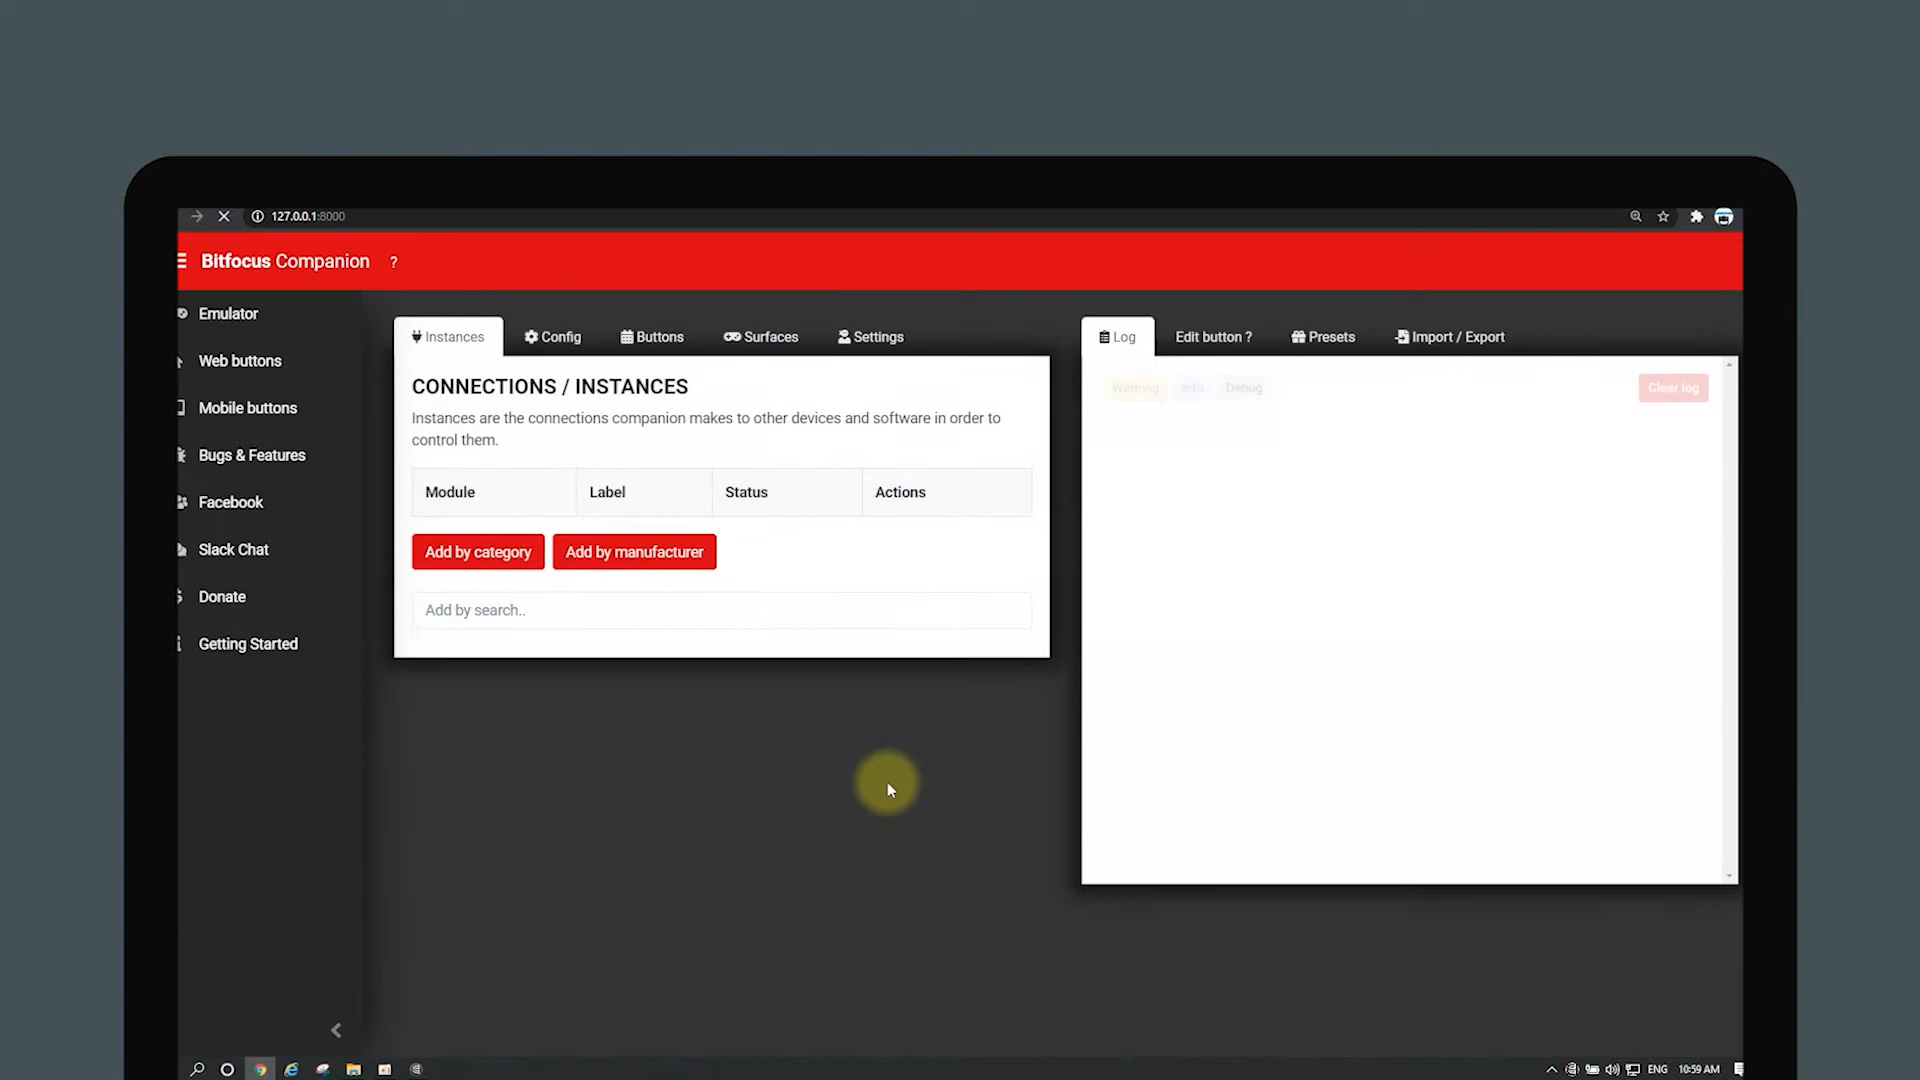 127.0.0.1:8000
Bitfocus Companion ?
Emulator
Web buttons
Mobile buttons
Bugs & Features
Facebook
Slack Chat
Donate
Getting Started
Instances Config Buttons Surfaces Settings
CONNECTIONS / INSTANCES
Instances are the connections companion makes to other devices and software in order to
control them.
Module Label Status Actions
Add by category Add by manufacturer
Add by search..
Log Edit button ? Presets Import / Export
Warning Info Debug Clear log
ENG 10:59 AM